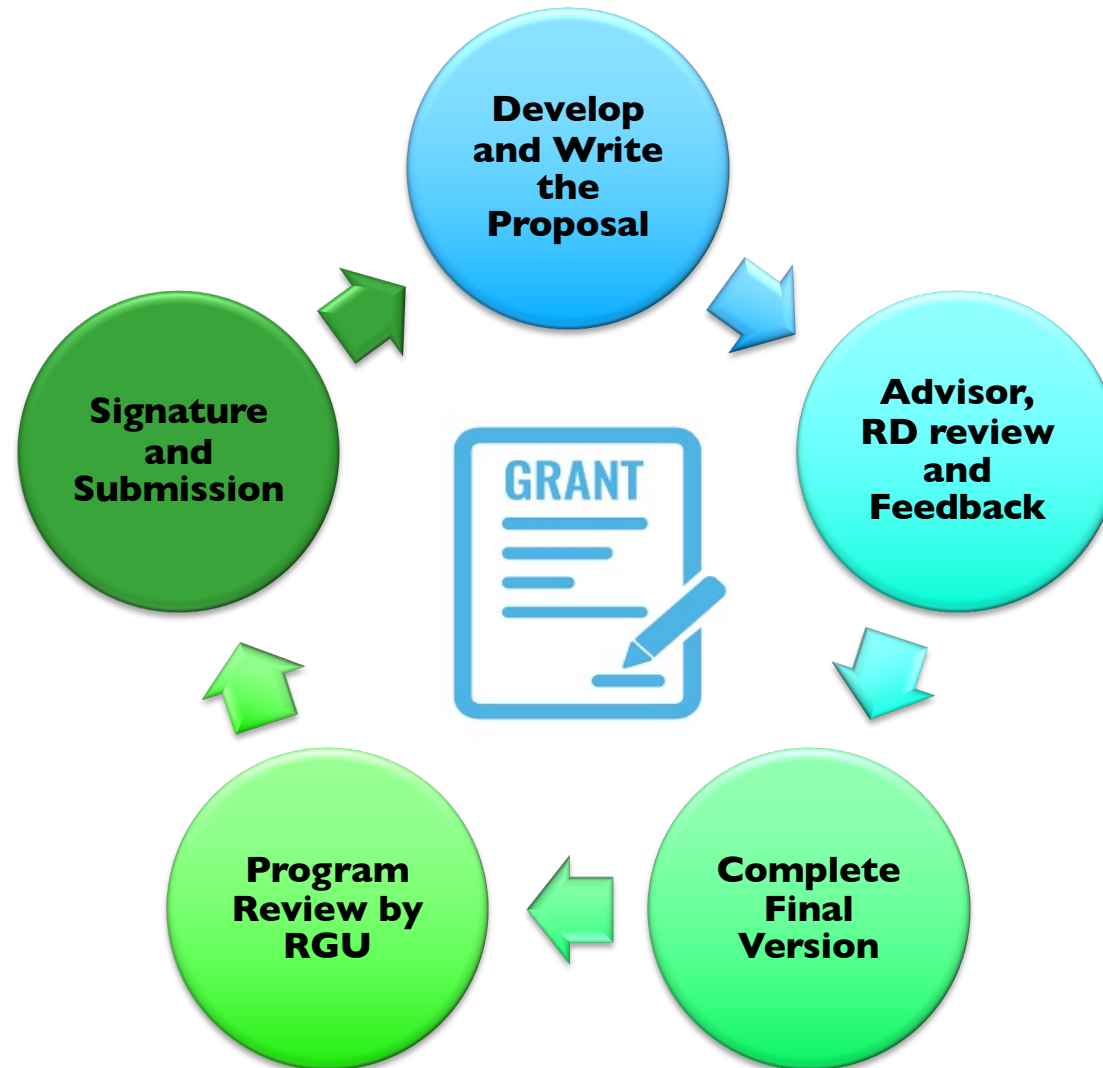 Develop
and Write
the
Proposal
Advisor,
RD review
and
Feedback
Complete
Final
Version
Program
Review by
RGU
Signature
and
Submission
GRANT